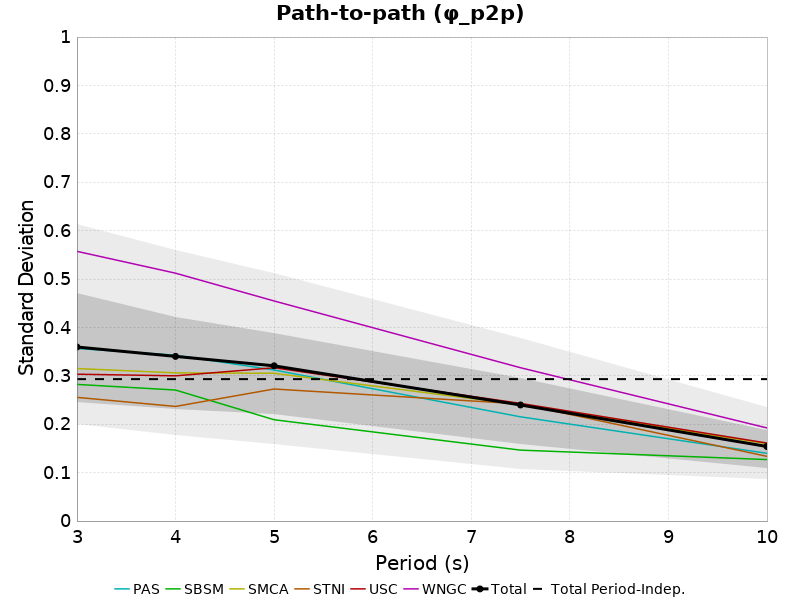 Path-to-path (φ_p2p)
Standard Deviation
1
0.9
0.8
0.7
0.6
0.5
0.4
0.3
0.2
0.1
0
3 4 5 6 7 8 9 10
Period (s)
PAS SBSM SMCA STNI USC WNGC Total Total Period-Indep.